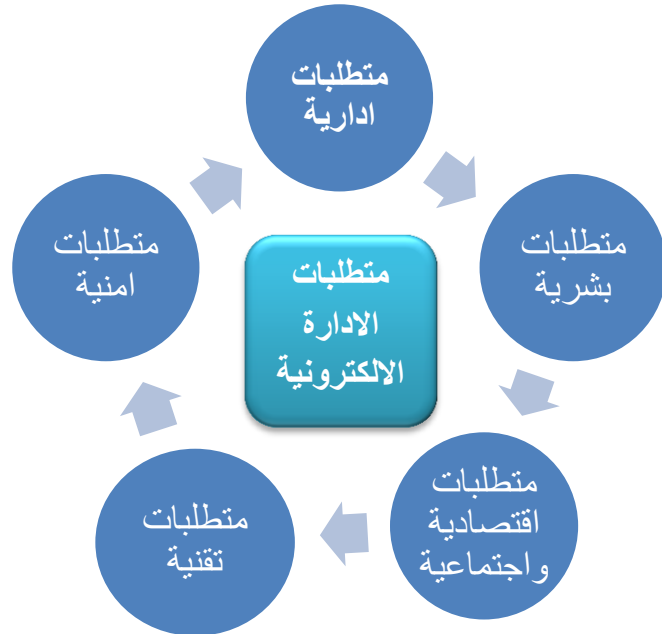 متطلبات
ادارية
متطلبات
بشرية
متطلبات
اقتصادية
واجتماعية
متطلبات
تقنية
متطلبات
امنية
متطلبات
الادارة
الالكترونية